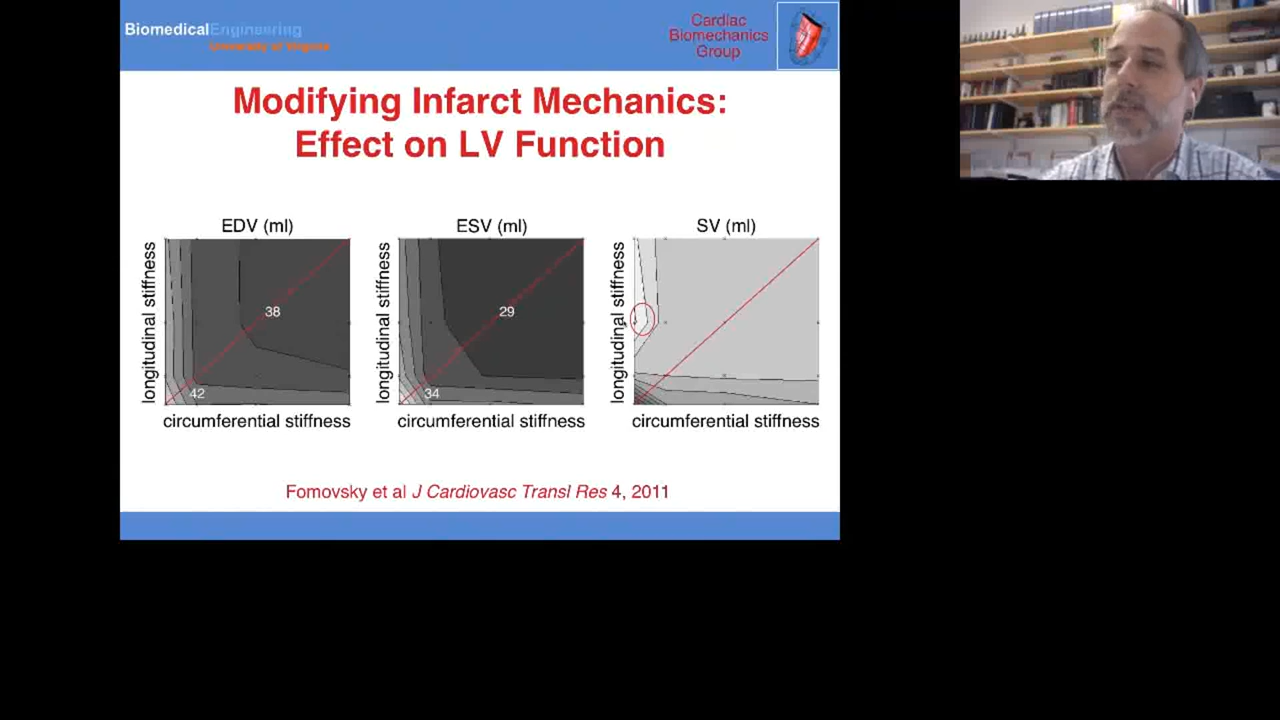 BiomedicalEngineering
University of Virginia
Cardiac
Biomechanics
Group
Modifying Infarct Mechanics:
Effect on LV Function
EDV (ml)
longitudinal stiffness
38
42
circumferential stiffness
ESV (ml)
longitudinal stiffness
29
34
circumferential stiffness
SV (ml)
longitudinal stiffness
circumferential stiffness
Fomovsky et al J Cardiovasc Transl Res 4, 2011